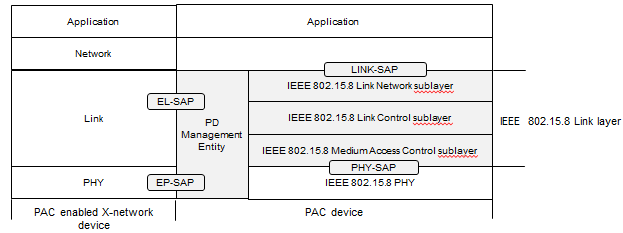 Application
Application
Network
LINK-SAP
IEEE 802.15.8 Link Network sublayer
EL-SAP
Link
PD
Management
Entity
IEEE 802.15.8 Link Control sublayer
IEEE 802.15.8 Link layer
IEEE 802.15.8 Medium Access Control sublayer
PHY-SAP
PHY
EP-SAP
IEEE 802.15.8 PHY
PAC enabled X-network
device
PAC device